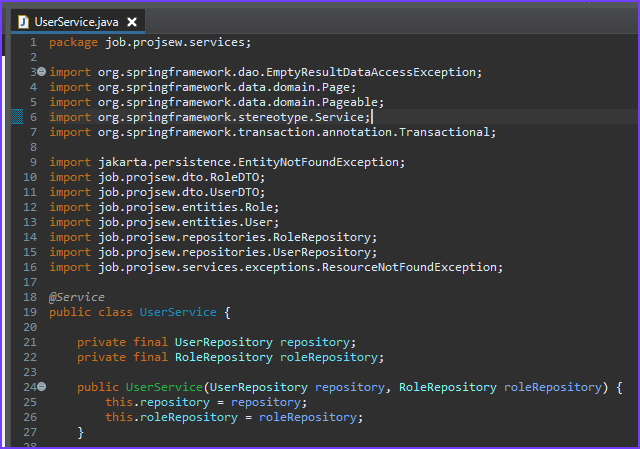 UserService.java
1 package job.projsew.services;
2
3 import org.springframework.dao.EmptyResultDataAccessException;
4 import org.springframework.data.domain.Page;
5 import org.springframework.data.domain.Pageable;
6 import org.springframework.stereotype.Service;
7 import org.springframework.transaction.annotation.Transactional;
8
9 import jakarta.persistence.EntityNotFoundException;
10 import job.projsew.dto.RoleDTO;
11 import job.projsew.dto.UserDTO;
12 import job.projsew.entities.Role;
13 import job.projsew.entities.User;
14 import job.projsew.repositories.RoleRepository;
15 import job.projsew.repositories.UserRepository;
16 import job.projsew.services.exceptions.ResourceNotFoundException;
17
18 @Service
19 public class UserService {
20
21 private final UserRepository repository;
22 private final RoleRepository roleRepository;
23
24 public UserService(UserRepository repository, RoleRepository roleRepository) {
25 this.repository = repository;
26 this.roleRepository = roleRepository;
27 }
28